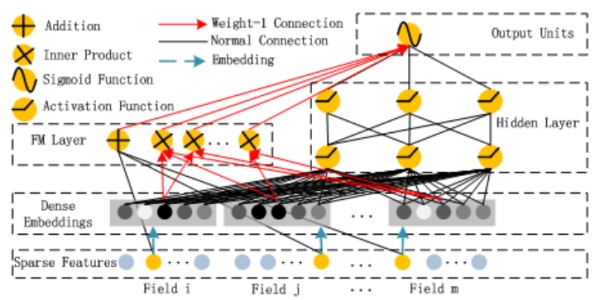 Addition
Inner Product
Sigmoid Function
Activation Function
Weight-1 Connection
Normal Connection
Embedding
Output Units
Hidden Layer
FM Layer
...
Dense
Embeddings
...
Sparse Features
... ... ... ...
Field i Field j ... Field m